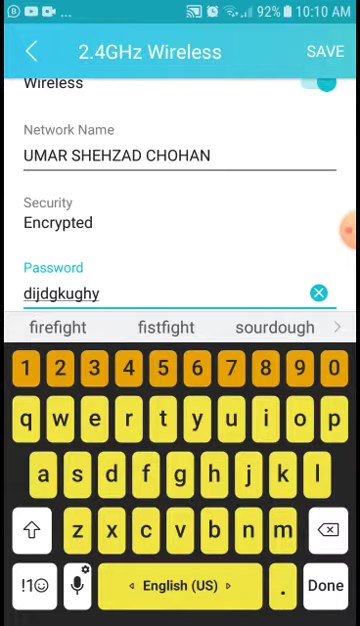 ... 92% 10:10 AM
2.4GHz Wireless SAVE
Wireless
Network Name
UMAR SHEHZAD CHOHAN
Security
Encrypted
Password
dijdgkughy
firefight fistfight sourdough
1 2 3 4 5 6 7 8 9 0
q w e r t y u i o p
a s d f g h j k l
z x c v b n m
!1☺ English (US) . Done